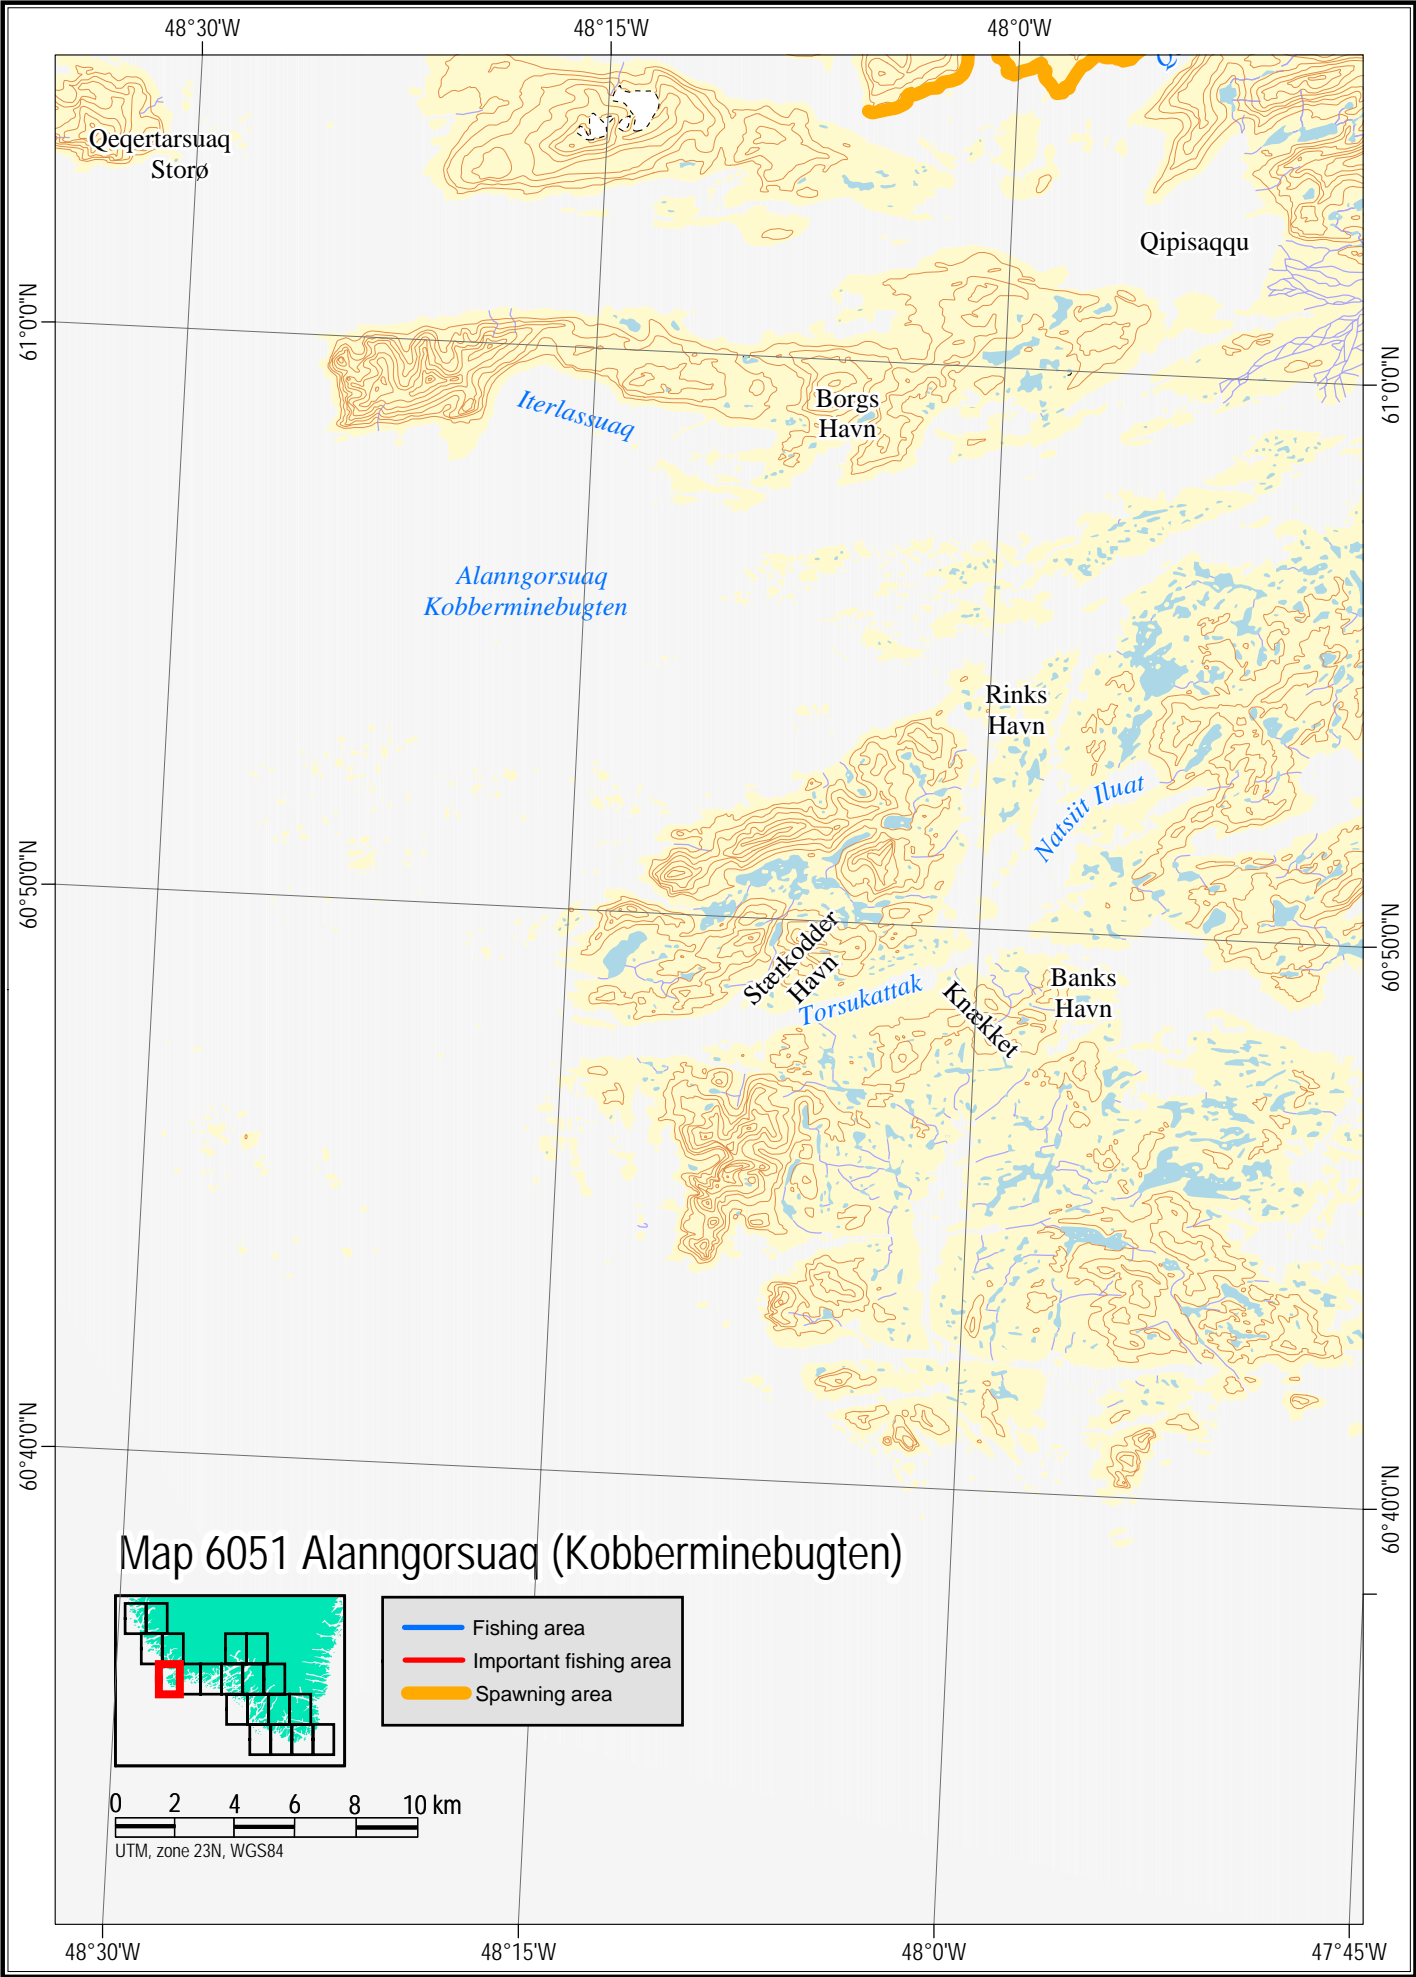 48°30'W
48°15'W
48°0'W
Q
Qeqertarsuaq
Storø
Qipisaqqu
61°0'0"N
61°0'0"N
Iterlassuaq
Borgs
Havn
Alanngorsuaq
Kobberminebugten
Rinks
Havn
Natsiit Iluat
60°50'0"N
60°50'0"N
Stærkodder
Havn
Torsukattak
Knækket
Banks
Havn
60°40'0"N
60°40'0"N
Map 6051 Alanngorsuaq (Kobberminebugten)
Fishing area
Important fishing area
Spawning area
0 2 4 6 8 10 km
UTM, zone 23N, WGS84
48°30'W
48°15'W
48°0'W
47°45'W